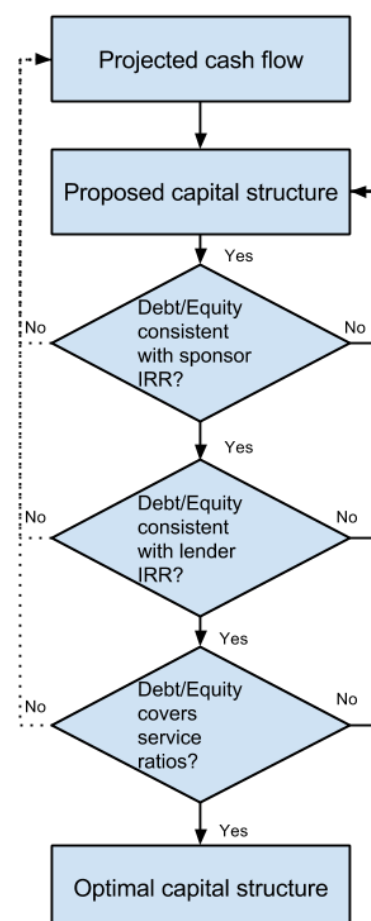 Projected cash flow
Proposed capital structure
Yes
Debt/Equity
consistent
with sponsor
IRR?
No
No
Yes
Debt/Equity
consistent
with lender
IRR?
No
No
Yes
Debt/Equity
covers
service
ratios?
No
No
Yes
Optimal capital structure